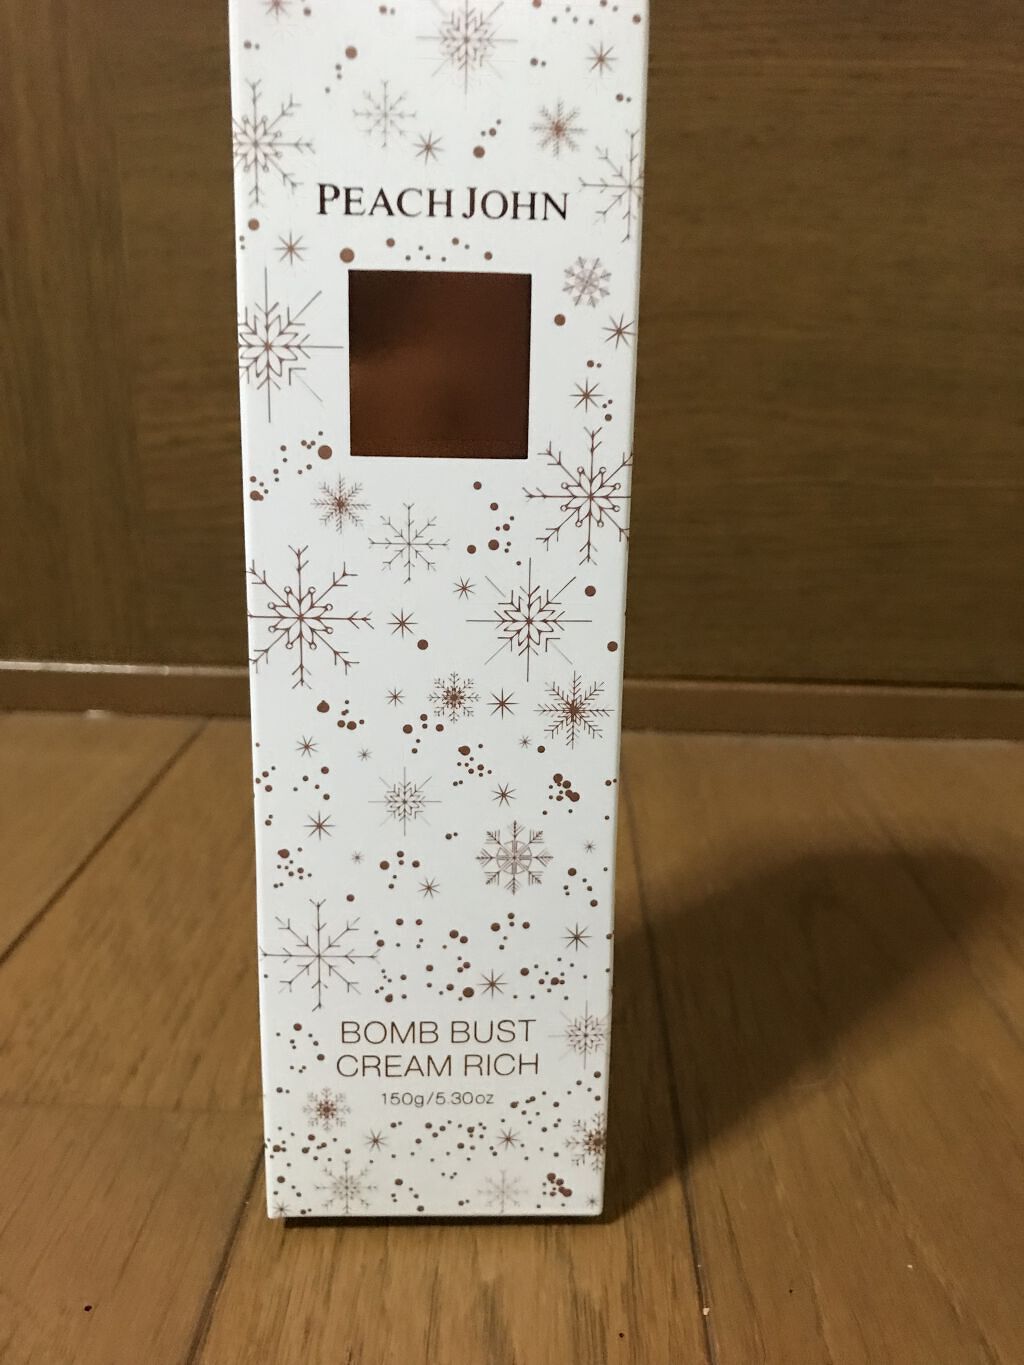 PEACH JOHN
BOMB BUST
CREAM RICH
150g/5.30oz